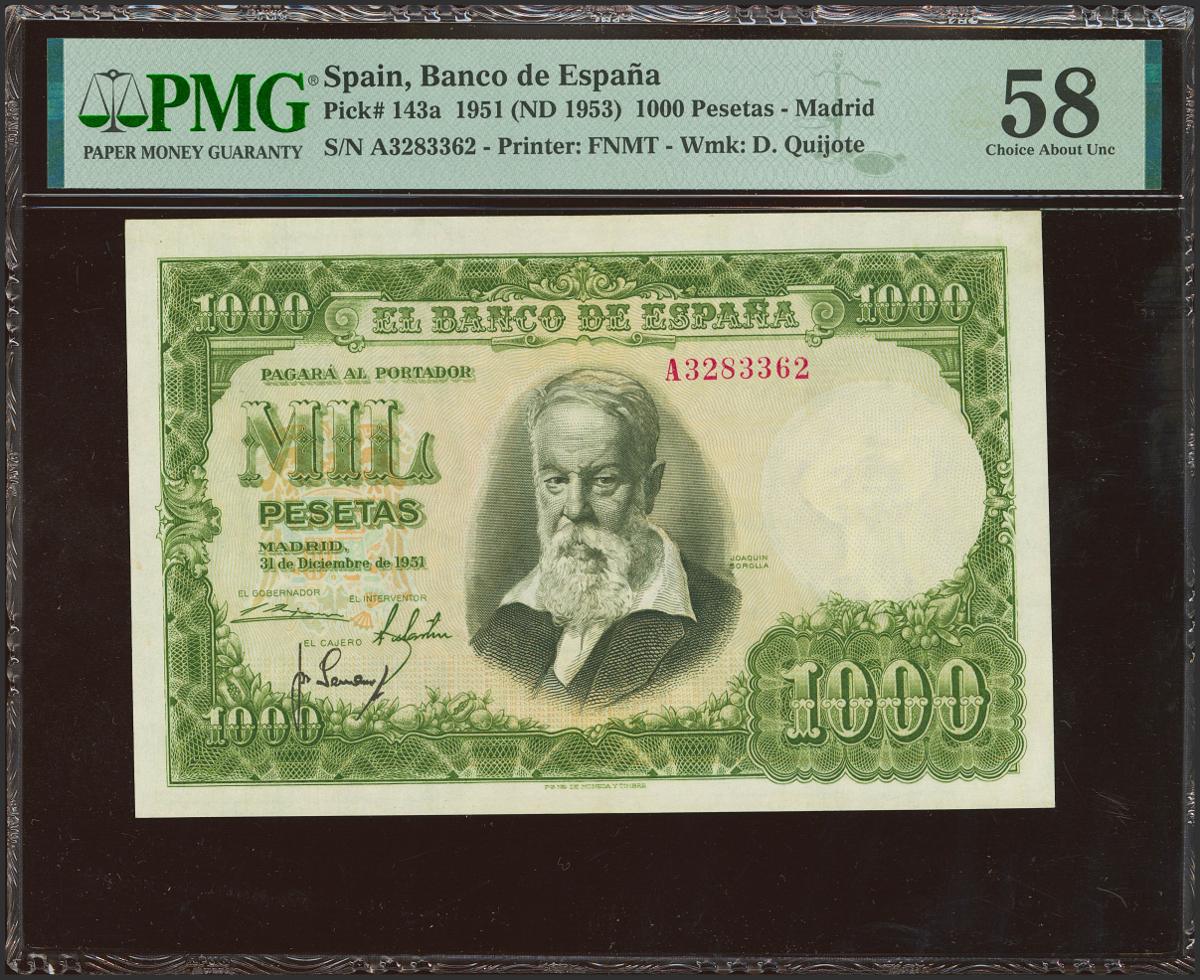 PMG®
PAPER MONEY GUARANTY
Spain, Banco de España
Pick# 143a 1951 (ND 1953) 1000 Pesetas - Madrid
S/N A3283362 - Printer: FNMT - Wmk: D. Quijote
58
Choice About Unc
1000
EL BANCO DE ESPAÑA
1000
PAGARÁ AL PORTADOR
A3283362
MIL
PESETAS
MADRID,
31 de Diciembre de 1951
JOAQUIN
SOROLLA
EL GOBERNADOR
EL INTERVENTOR
EL CAJERO
1000
1000